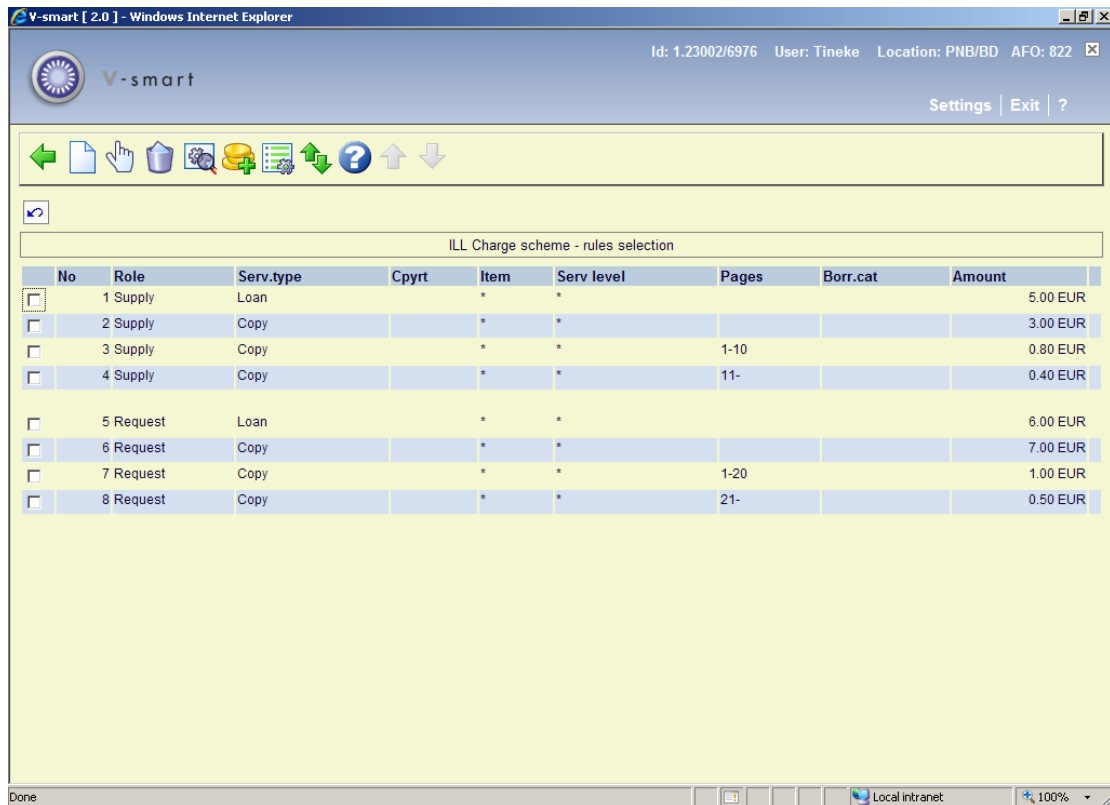 V-smart [ 2.0 ] - Windows Internet Explorer
Id: 1.23002/6976 User: Tineke Location: PNB/BD AFO: 822
V-smart
Settings | Exit | ?
ILL Charge scheme - rules selection
No Role Serv.type Cpyrt Item Serv level Pages Borr.cat Amount
1 Supply Loan * * 5.00 EUR
2 Supply Copy * * 3.00 EUR
3 Supply Copy * * 1-10 0.80 EUR
4 Supply Copy * * 11- 0.40 EUR
5 Request Loan * * 6.00 EUR
6 Request Copy * * 7.00 EUR
7 Request Copy * * 1-20 1.00 EUR
8 Request Copy * * 21- 0.50 EUR
Done Local intranet 100%